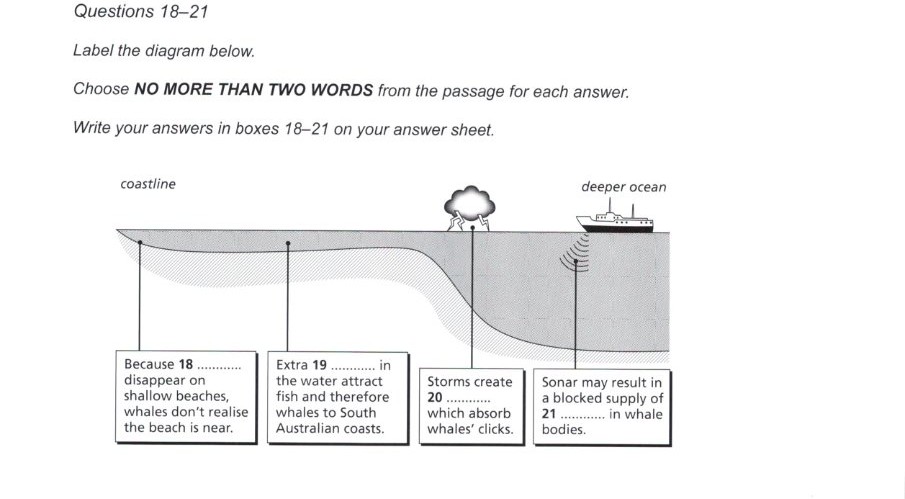 Questions 18–21
Label the diagram below.
Choose NO MORE THAN TWO WORDS from the passage for each answer.
Write your answers in boxes 18–21 on your answer sheet.
coastline
deeper ocean
Because 18 ............
disappear on
shallow beaches,
whales don't realise
the beach is near.
Extra 19 ............ in
the water attract
fish and therefore
whales to South
Australian coasts.
Storms create
20 ............
which absorb
whales' clicks.
Sonar may result in
a blocked supply of
21 ............ in whale
bodies.